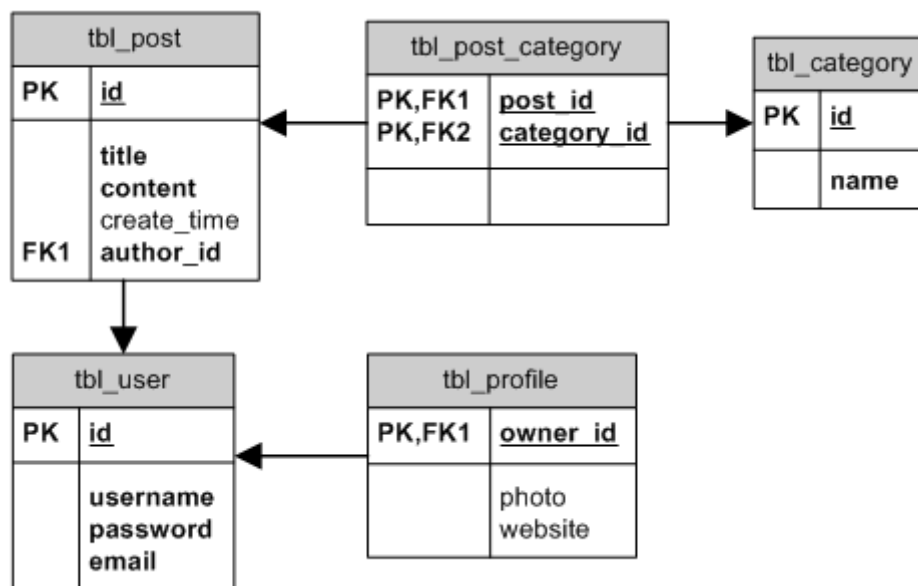 tbl_post
PK id
title
content
create_time
FK1 author_id
tbl_post_category
PK,FK1 post_id
PK,FK2 category_id
tbl_category
PK id
name
tbl_user
PK id
username
password
email
tbl_profile
PK,FK1 owner_id
photo
website